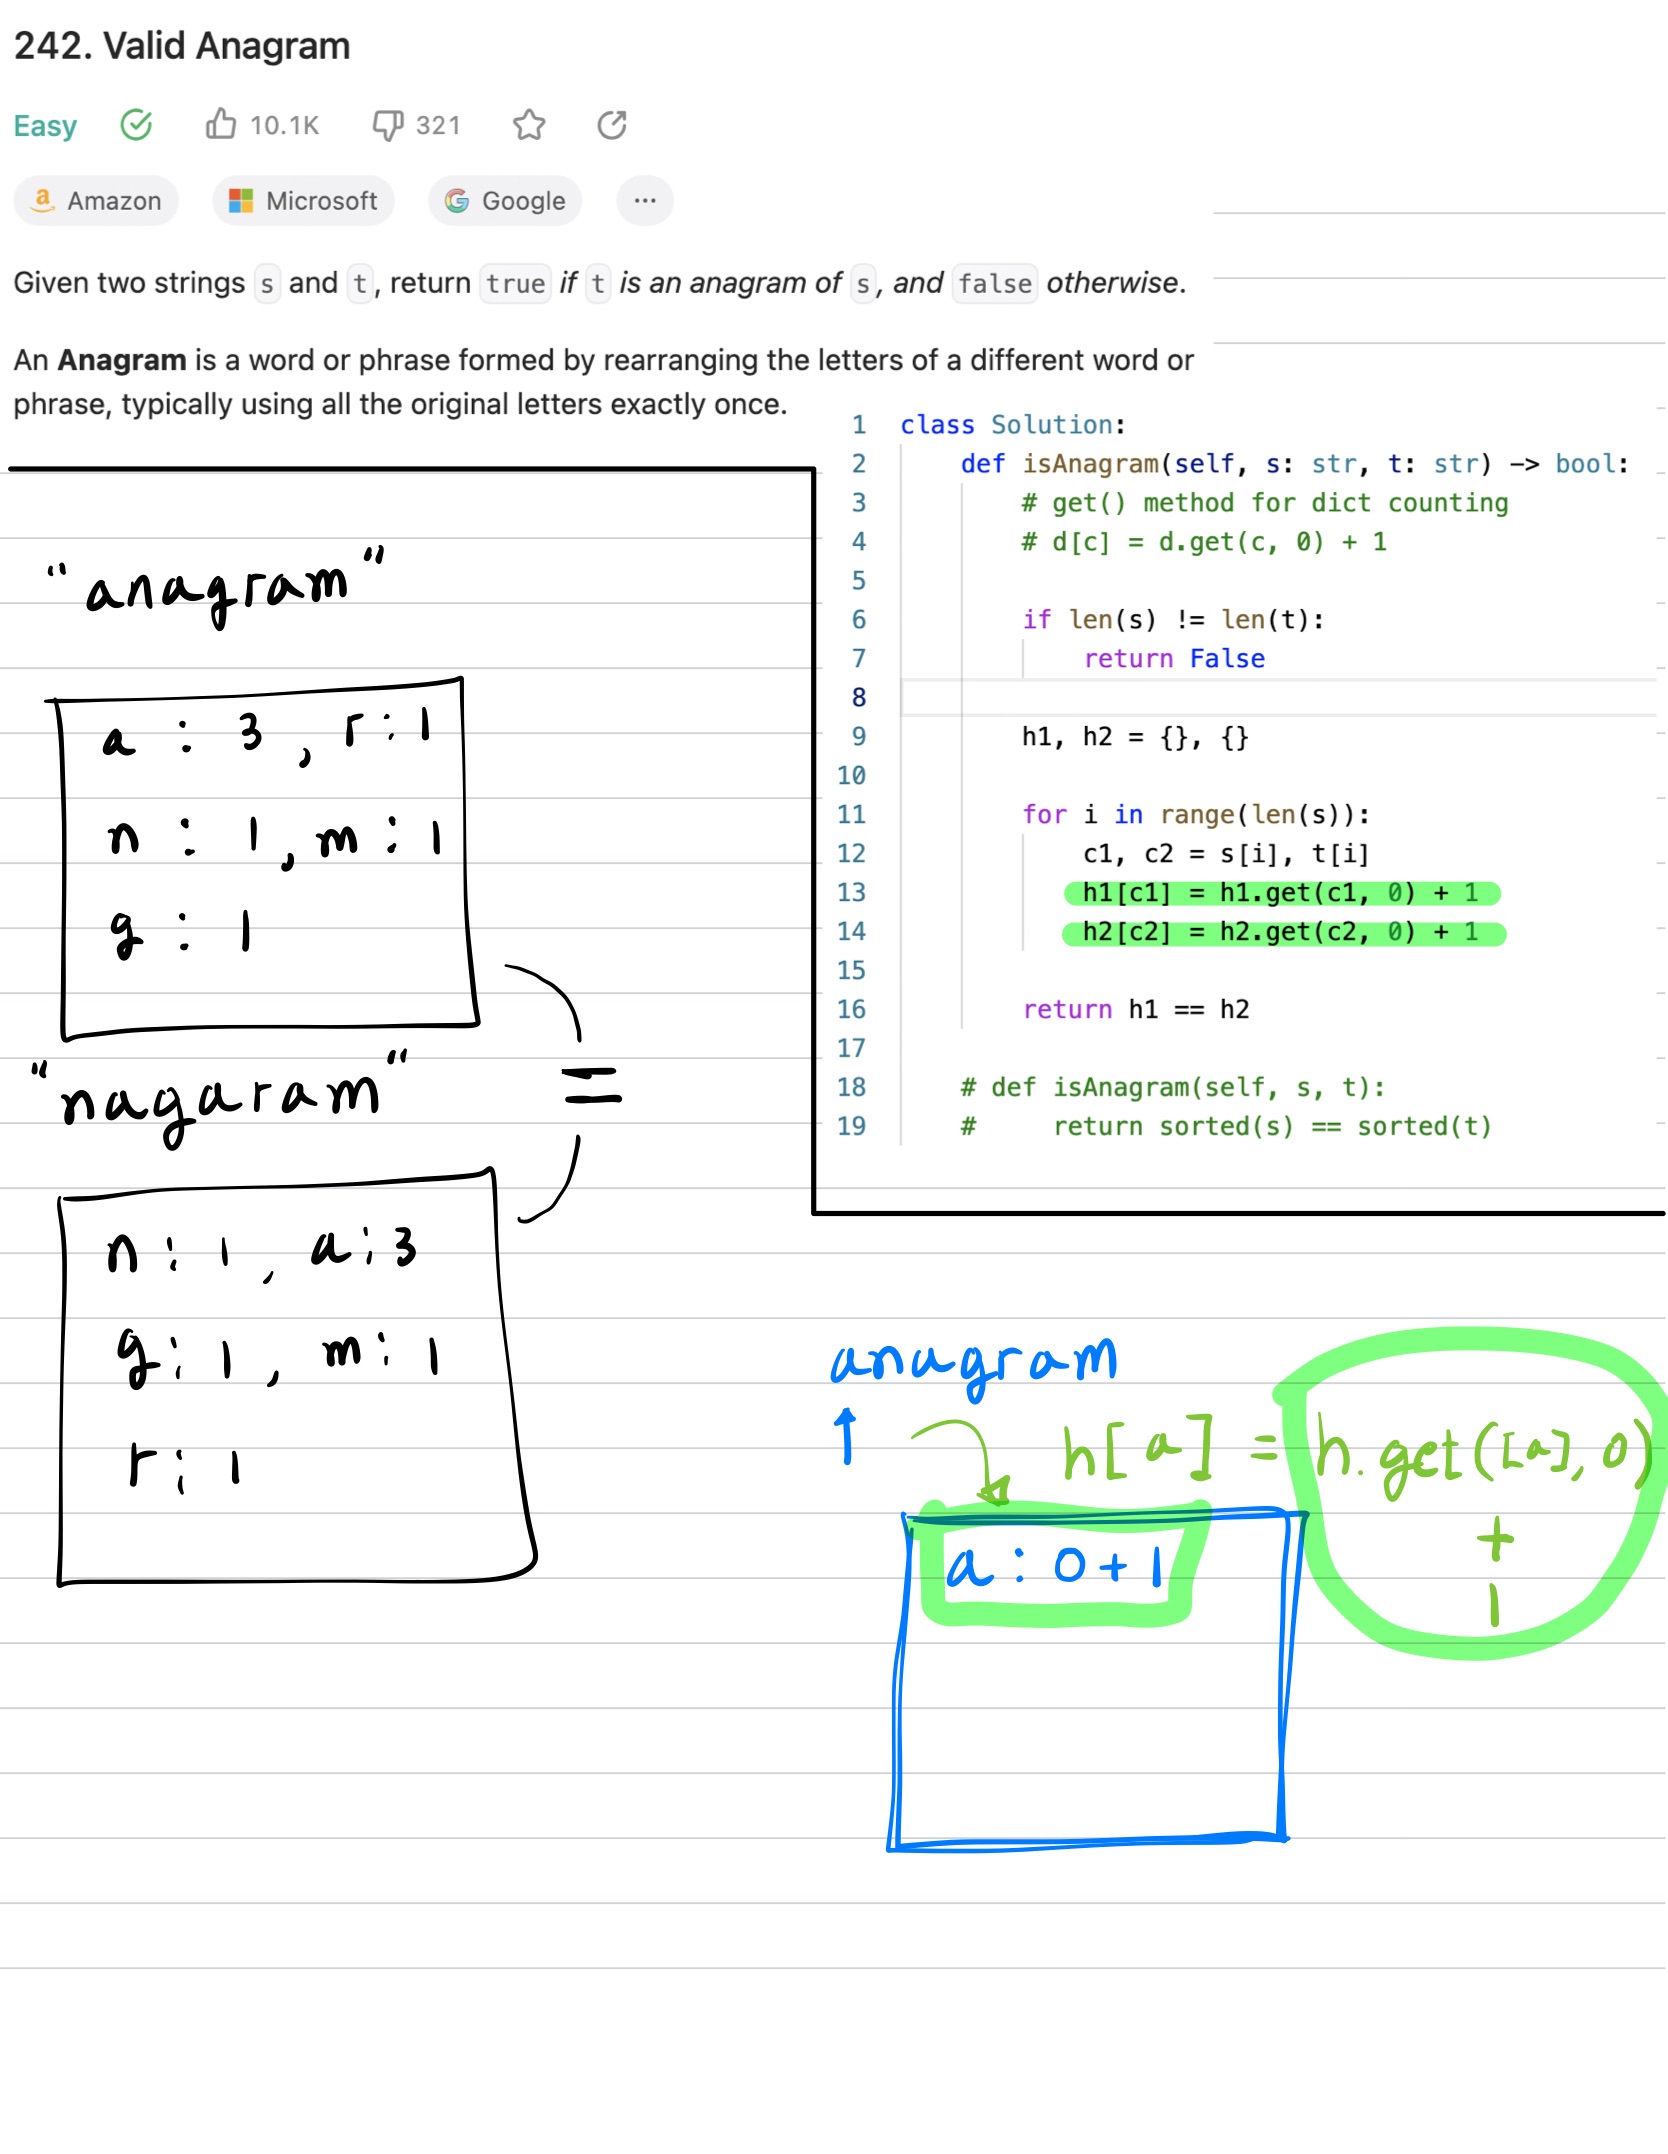 242. Valid Anagram
Easy 10.1K 321
Amazon Microsoft Google ...
Given two strings s and t, return true if t is an anagram of s, and false otherwise.
An Anagram is a word or phrase formed by rearranging the letters of a different word or
phrase, typically using all the original letters exactly once.
"anagram"
a : 3 , r : 1
n : 1 , m : 1
g : 1
"nagaram"
=
n : 1 , a : 3
g : 1 , m : 1
r : 1
1 class Solution:
2 def isAnagram(self, s: str, t: str) -> bool:
3 # get() method for dict counting
4 # d[c] = d.get(c, 0) + 1
5
6 if len(s) != len(t):
7 return False
8
9 h1, h2 = {}, {}
10
11 for i in range(len(s)):
12 c1, c2 = s[i], t[i]
13 h1[c1] = h1.get(c1, 0) + 1
14 h2[c2] = h2.get(c2, 0) + 1
15
16 return h1 == h2
17
18 # def isAnagram(self, s, t):
19 # return sorted(s) == sorted(t)
anagram
h[a] = h.get([a], 0)
+
1
a : 0 + 1